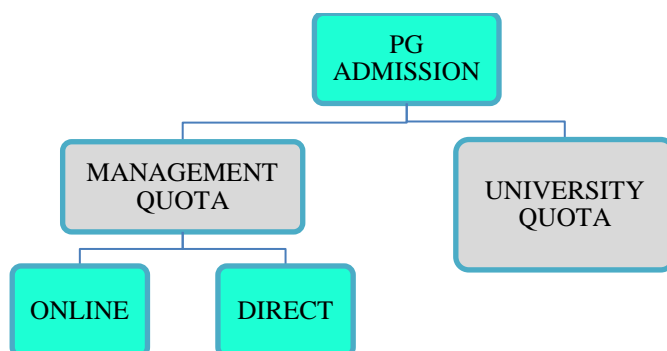 PG
ADMISSION
MANAGEMENT
QUOTA
UNIVERSITY
QUOTA
ONLINE
DIRECT